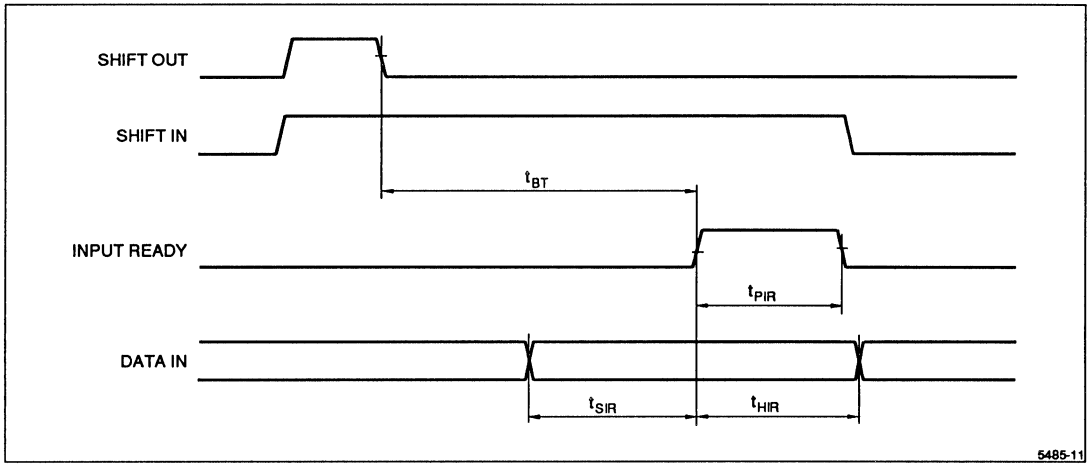 SHIFT OUT
SHIFT IN
tBT
INPUT READY
tPIR
DATA IN
tSIR
tHIR
5485-11